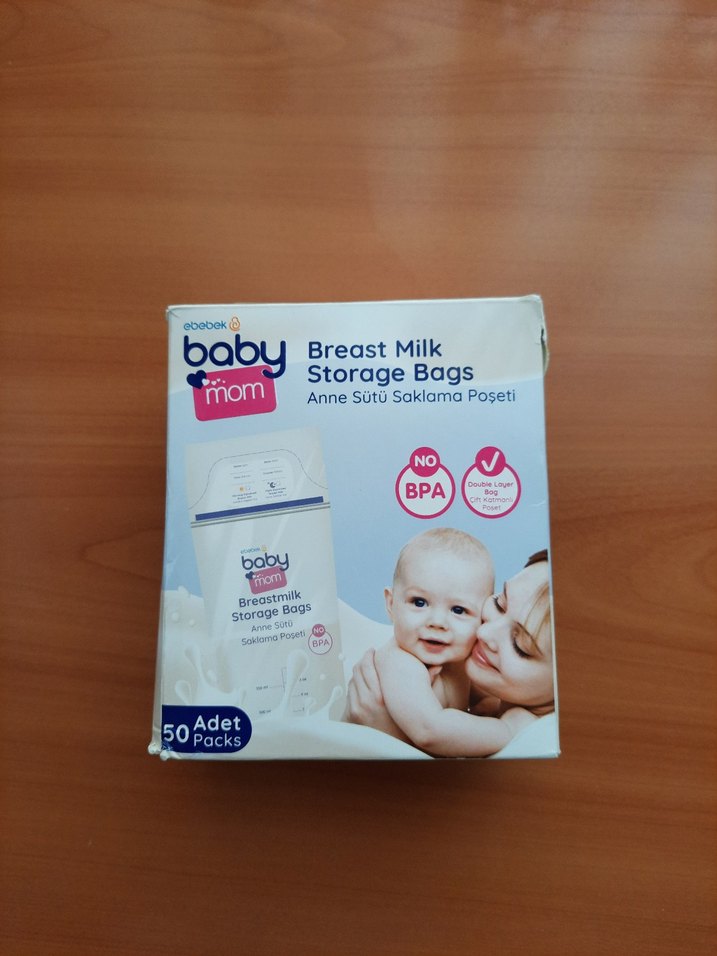 ebebek
baby
mom
Breast Milk
Storage Bags
Anne Sütü Saklama Poşeti
NO
BPA
Double Layer
Bag
Çift Katmanlı
Poşet
ebebek
baby
mom
Breastmilk
Storage Bags
Anne Sütü
Saklama Poşeti
NO
BPA
50 Adet
Packs